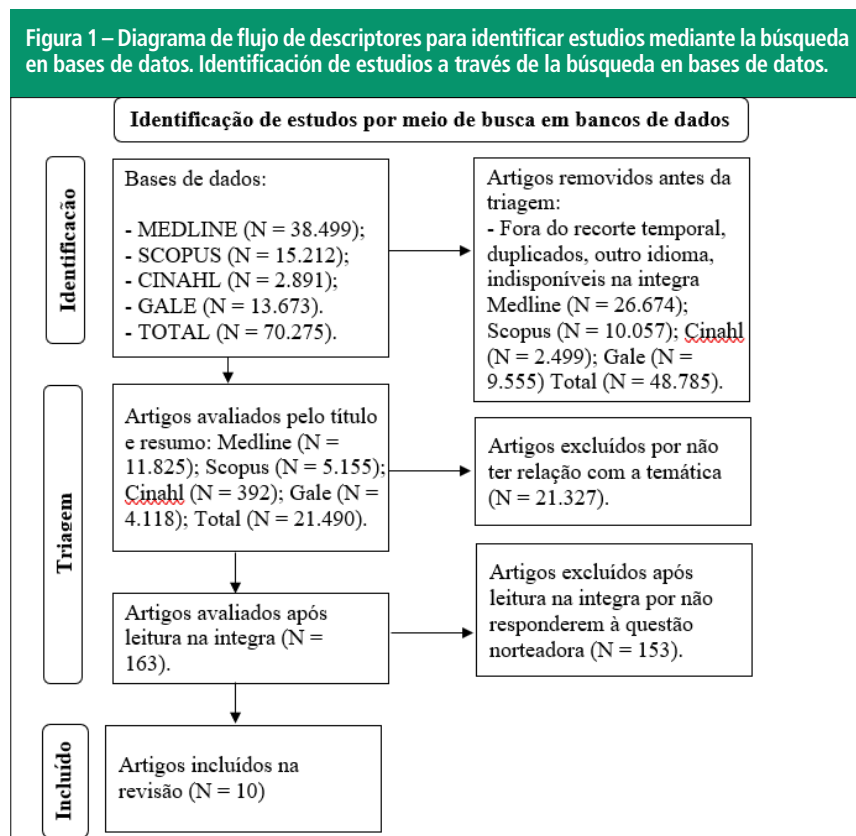 Figura 1 – Diagrama de flujo de descriptores para identificar estudios mediante la búsqueda
en bases de datos. Identificación de estudios a través de la búsqueda en bases de datos.
Identificação de estudos por meio de busca em bancos de dados
Identificacão
Bases de dados:
- MEDLINE (N = 38.499);
- SCOPUS (N = 15.212);
- CINAHL (N = 2.891);
- GALE (N = 13.673).
- TOTAL (N = 70.275).
Artigos removidos antes da
triagem:
- Fora do recorte temporal,
duplicados, outro idioma,
indisponíveis na integra
Medline (N = 26.674);
Scopus (N = 10.057); Cinahl
(N = 2.499); Gale (N =
9.555) Total (N = 48.785).
Triagem
Artigos avaliados pelo título
e resumo: Medline (N =
11.825); Scopus (N = 5.155);
Cinahl (N = 392); Gale (N =
4.118); Total (N = 21.490).
Artigos excluídos por não
ter relação com a temática
(N = 21.327).
Artigos avaliados após
leitura na integra (N =
163).
Artigos excluídos após
leitura na integra por não
responderem à questão
norteadora (N = 153).
Incluído
Artigos incluídos na
revisão (N = 10)